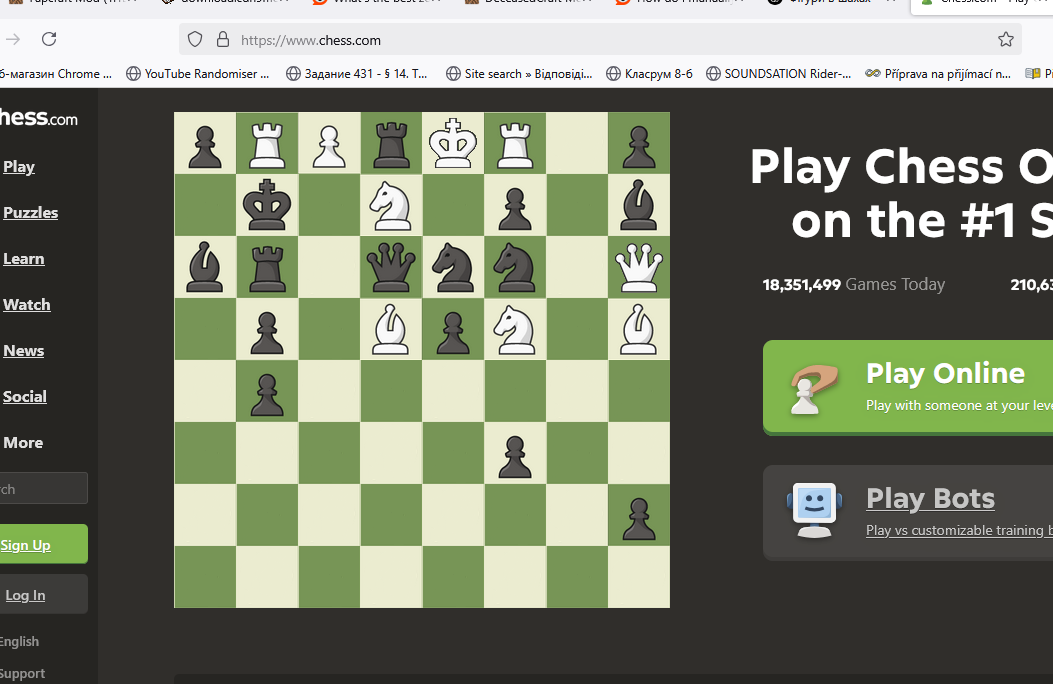 https://www.chess.com
б-магазин Chrome ... YouTube Randomiser ... Задание 431 - § 14. Т... Site search » Відповіді... Класрум 8-б SOUNDSATION Rider-... Příprava na přijímací n...
hess.com
Play
Puzzles
Learn
Watch
News
Social
More
rch
Sign Up
Log In
English
Support
Play Chess O
on the #1 S
18,351,499 Games Today 210,63
Play Online
Play with someone at your leve
Play Bots
Play vs customizable training b